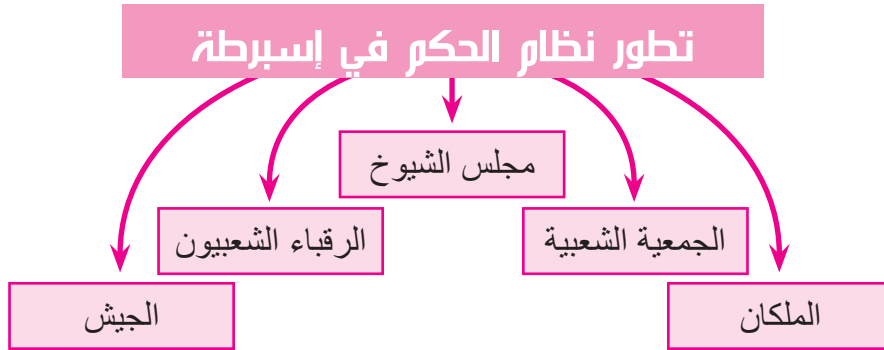 تطور نظام الحكم في إسبرطة
مجلس الشيوخ
الجمعية الشعبية
الرقباء الشعبيون
الملكان
الجيش